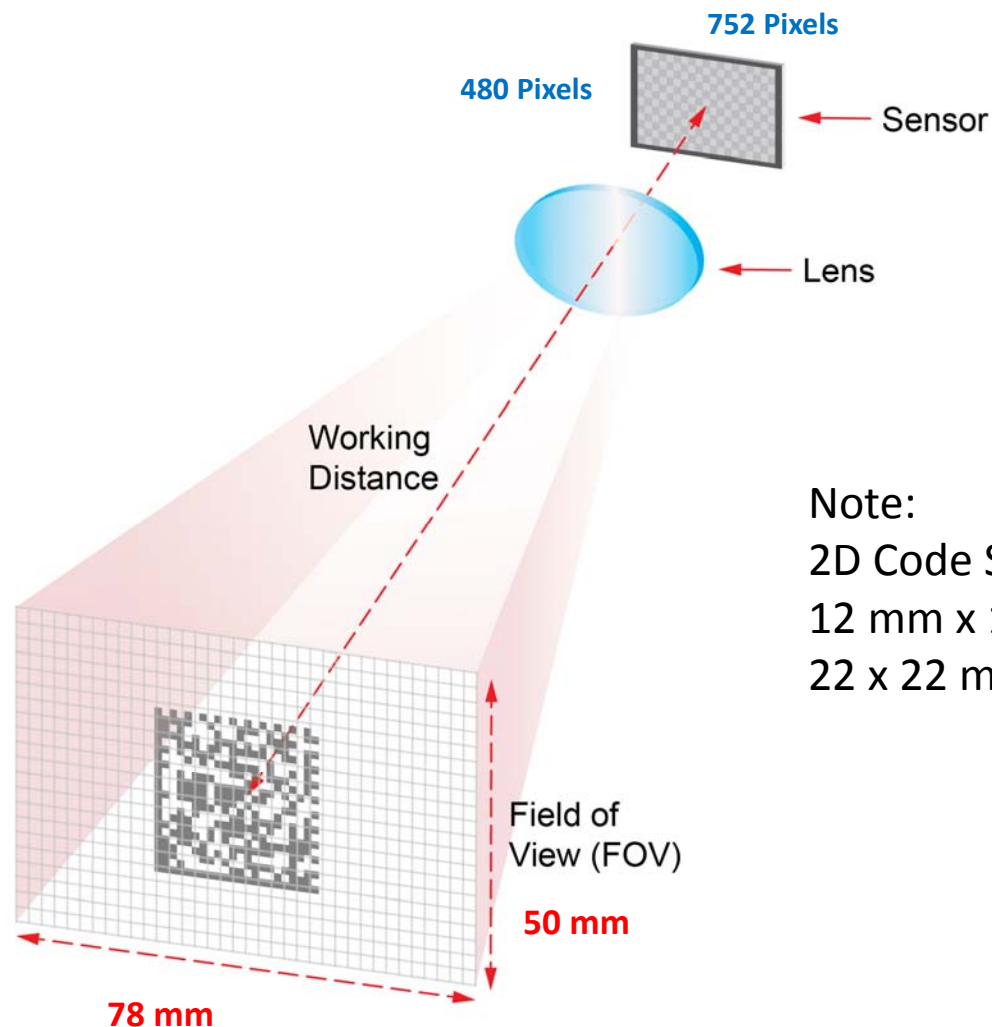 752 Pixels
480 Pixels
Sensor
Lens
Working
Distance
Note:
2D Code
12 mm x
22 x 22
Field of
View (FOV)
50 mm
78 mm